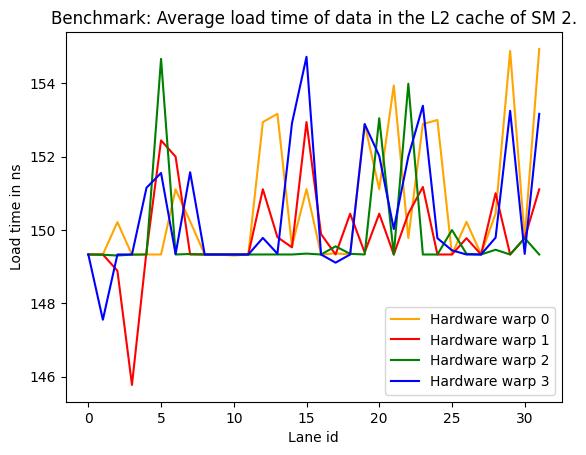 Benchmark: Average load time of data in the L2 cache of SM 2.
Load time in ns
154
152
150
148
146
0 5 10 15 20 25 30
Lane id
Hardware warp 0
Hardware warp 1
Hardware warp 2
Hardware warp 3